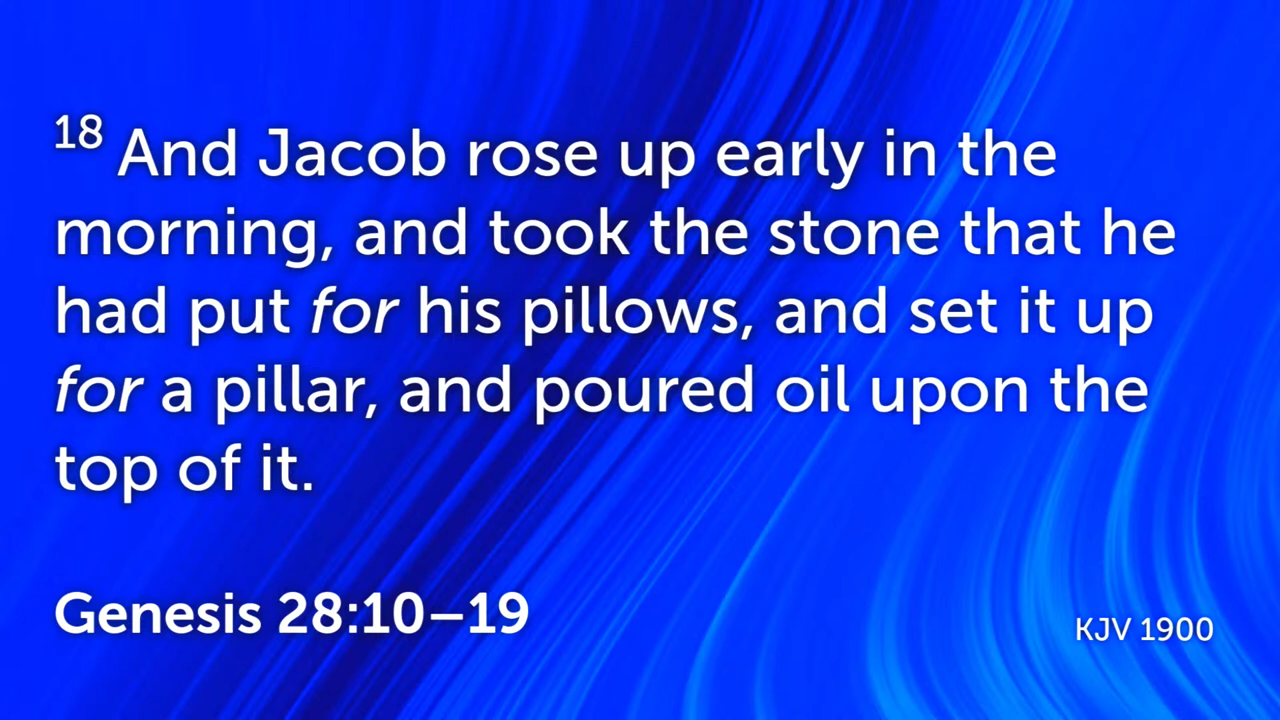 18 And Jacob rose up early in the
morning, and took the stone that he
had put for his pillows, and set it up
for a pillar, and poured oil upon the
top of it.
Genesis 28:10–19
KJV 1900